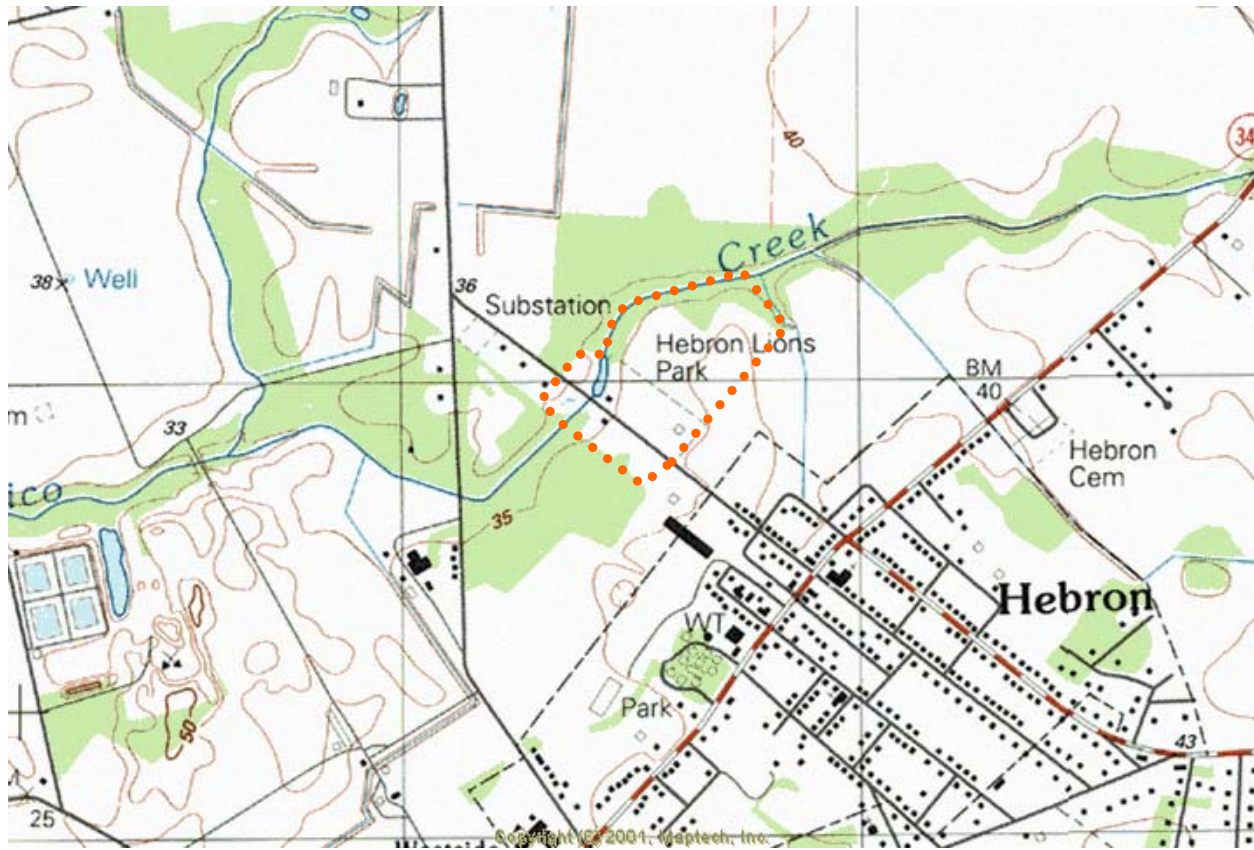 34
40
Creek
38
Well
36
Substation
Hebron Lions
Park
BM
40
33
Hebron
Cem
ico
35
Hebron
WT
Park
50
43
25
Copyright (C) 2001, Maptech, Inc.